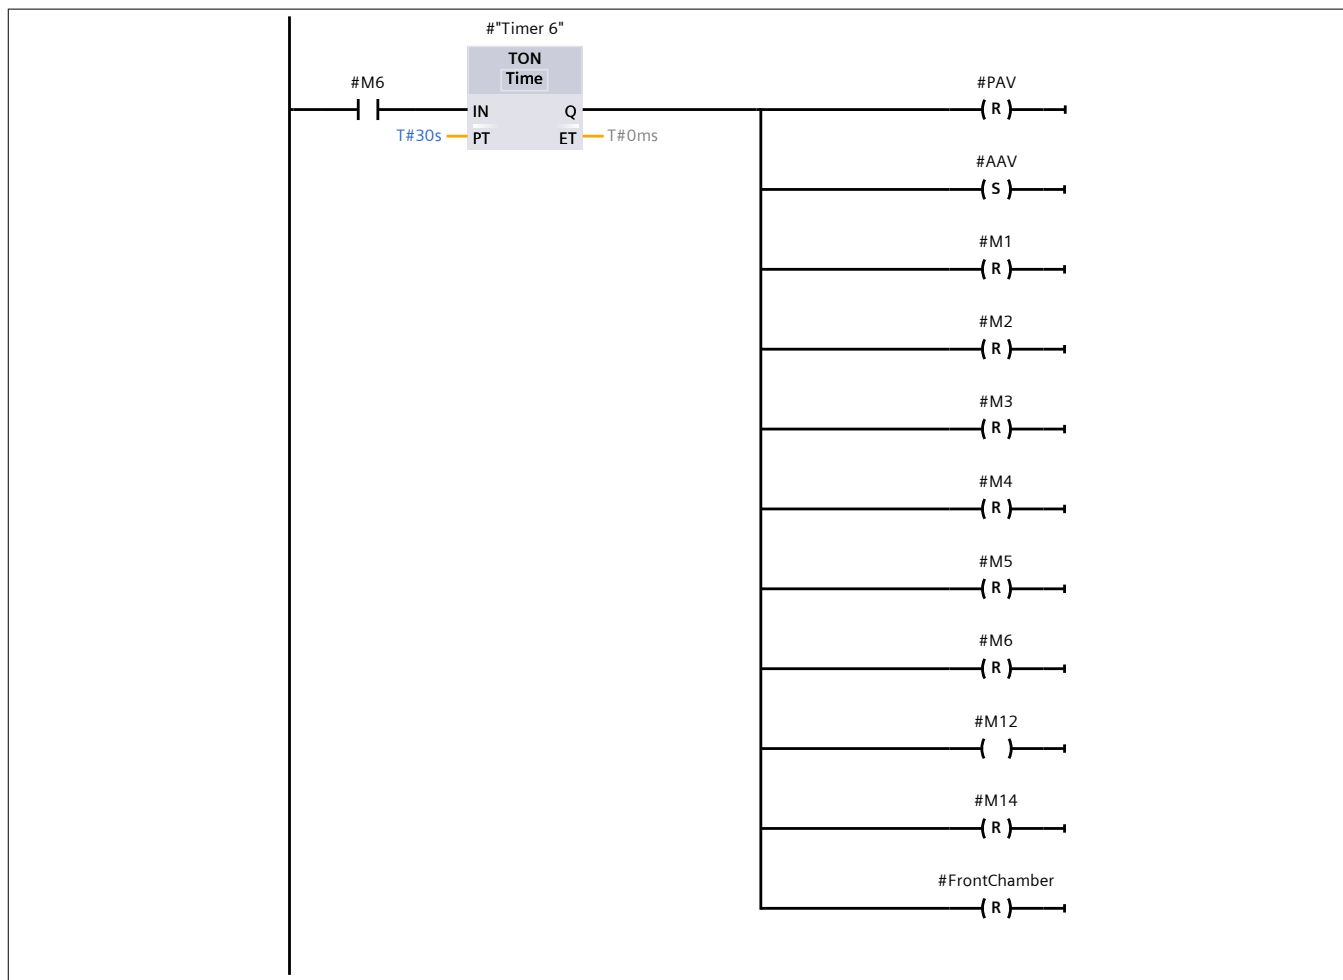 #"Timer 6"
TON
Time
#M6
IN
Q
T#30s
PT
ET
T#0ms
#PAV
R
#AAV
S
#M1
R
#M2
R
#M3
R
#M4
R
#M5
R
#M6
R
#M12
#M14
R
#FrontChamber
R